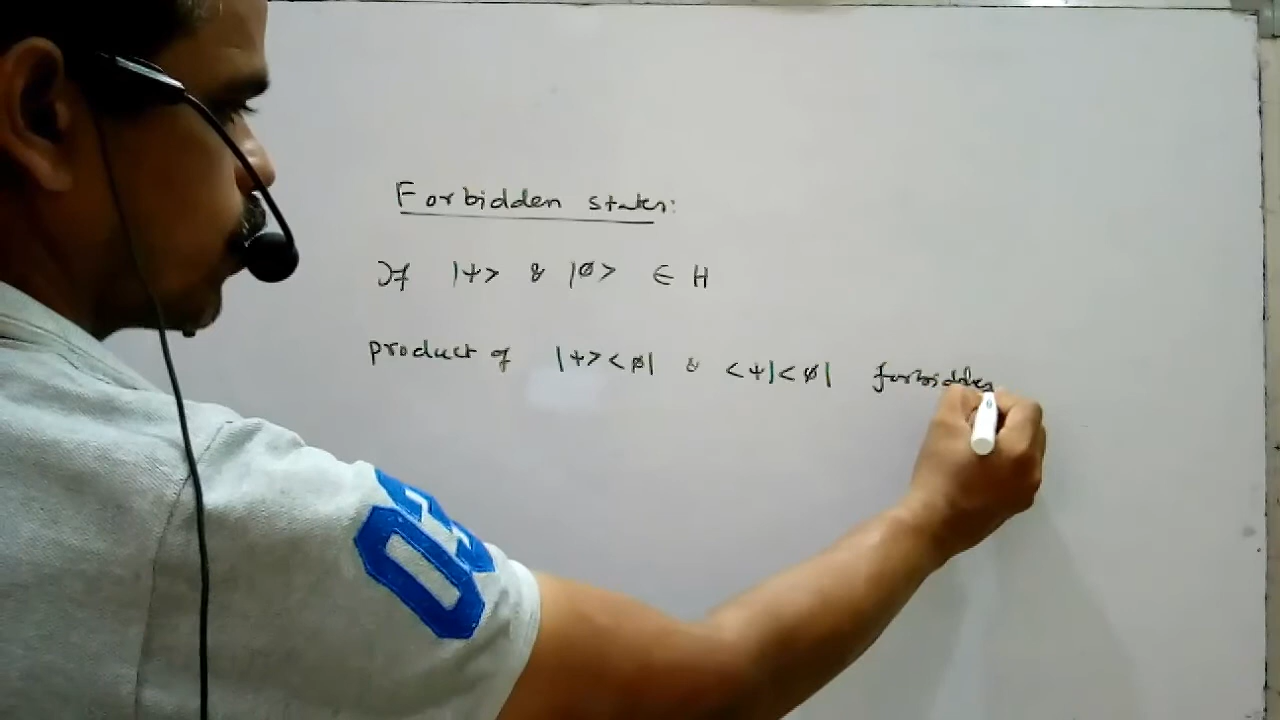 Forbidden states:
If |ψ> & |ø> ∈ H
product of |ψ><ø| & <ψ|<ø| forbidden